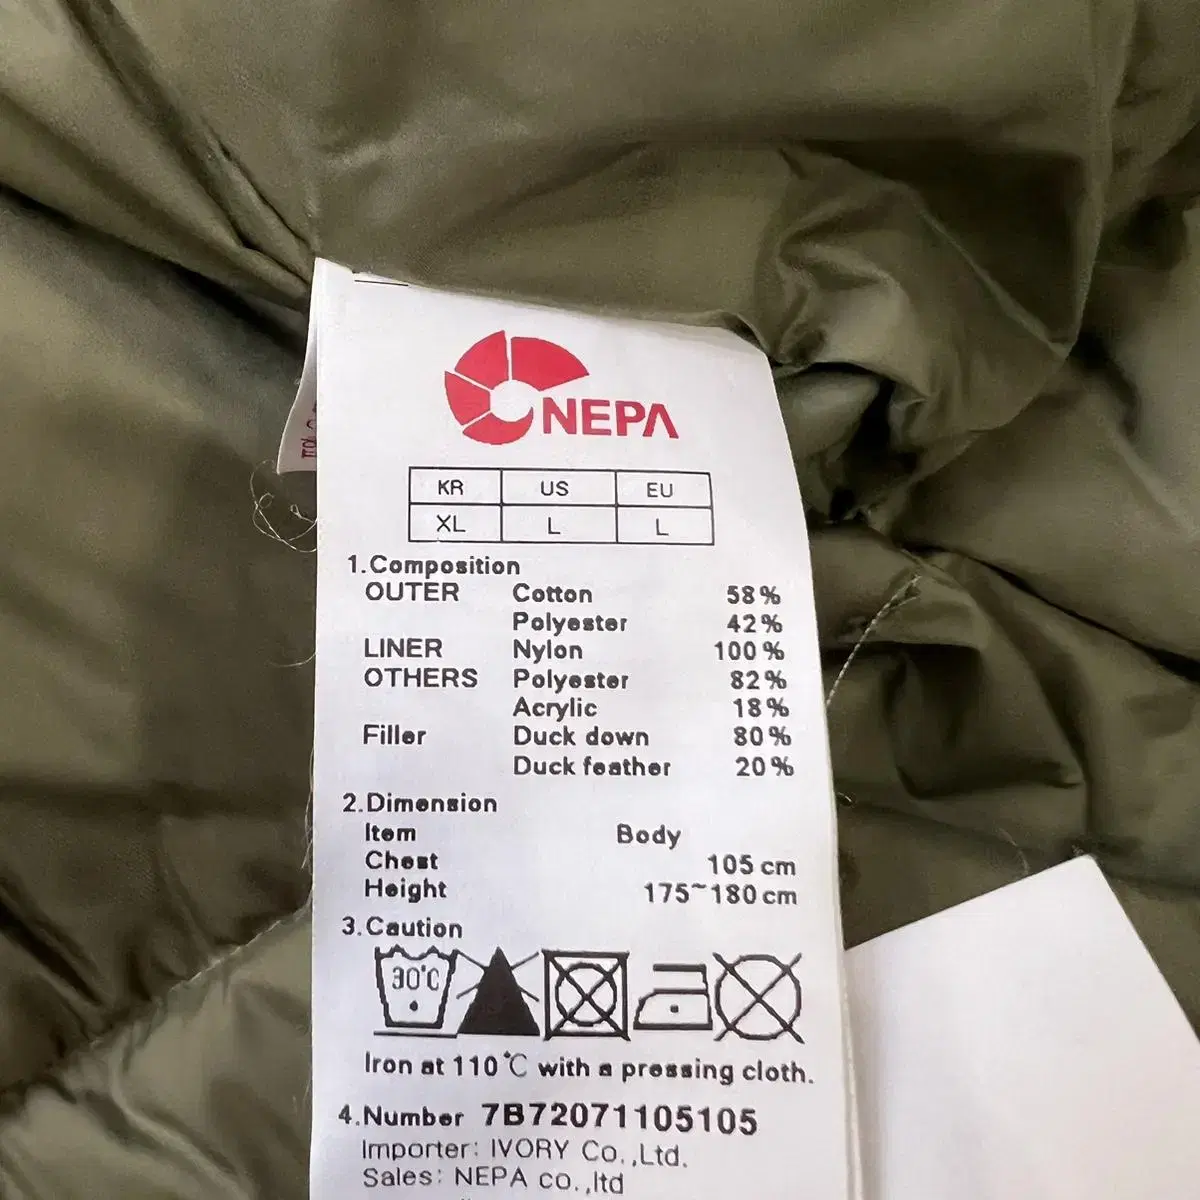 NEPA
KR US EU
XL L L
1.Composition
OUTER Cotton 58%
Polyester 42%
LINER Nylon 100%
OTHERS Polyester 82%
Acrylic 18%
Filler Duck down 80%
Duck feather 20%
2.Dimension
Item Body
Chest 105 cm
Height 175~180 cm
3.Caution
30°C
Iron at 110℃ with a pressing cloth.
4.Number 7B72071105105
Importer: IVORY Co.,Ltd.
Sales: NEPA co.,ltd